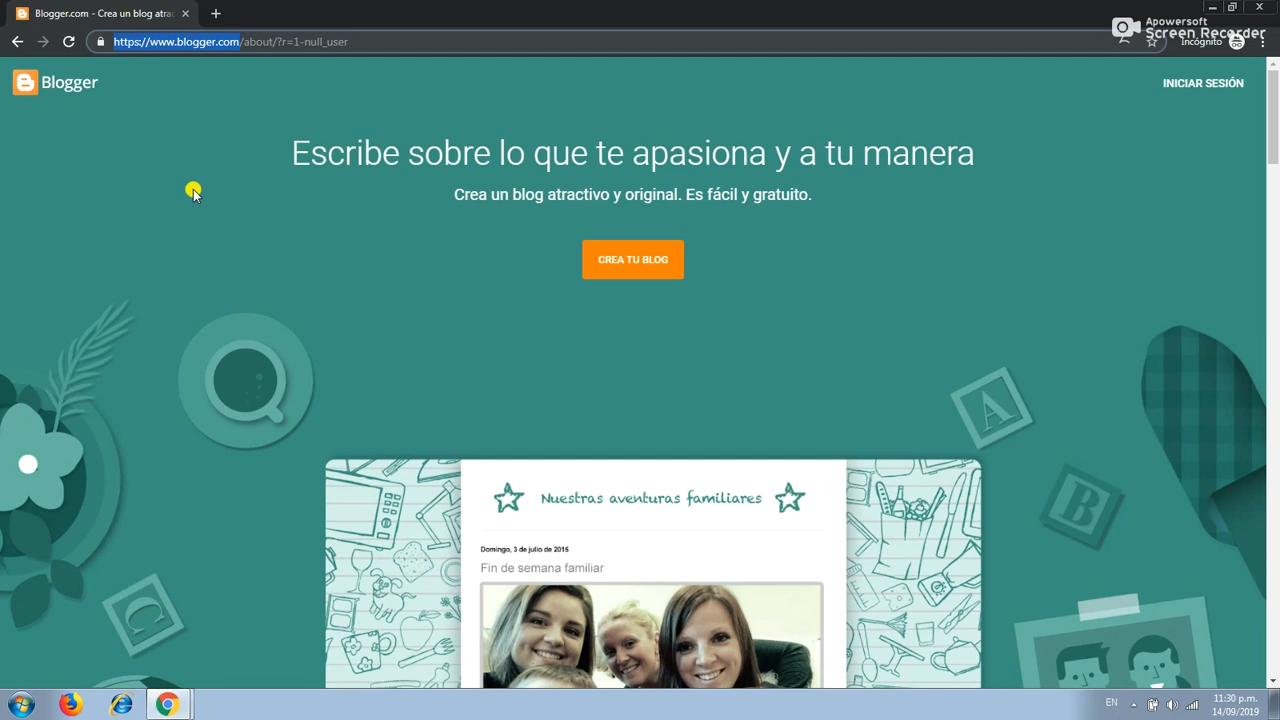 Blogger.com - Crea un blog atrac
https://www.blogger.com/about/?r=1-null_user
Apowersoft
Screen Recorder
Incógnito
Blogger
INICIAR SESIÓN
Escribe sobre lo que te apasiona y a tu manera
Crea un blog atractivo y original. Es fácil y gratuito.
CREA TU BLOG
A
B
C
Nuestras aventuras familiares
Domingo, 3 de julio de 2015
Fin de semana familiar
EN
11:30 p.m.
14/09/2019